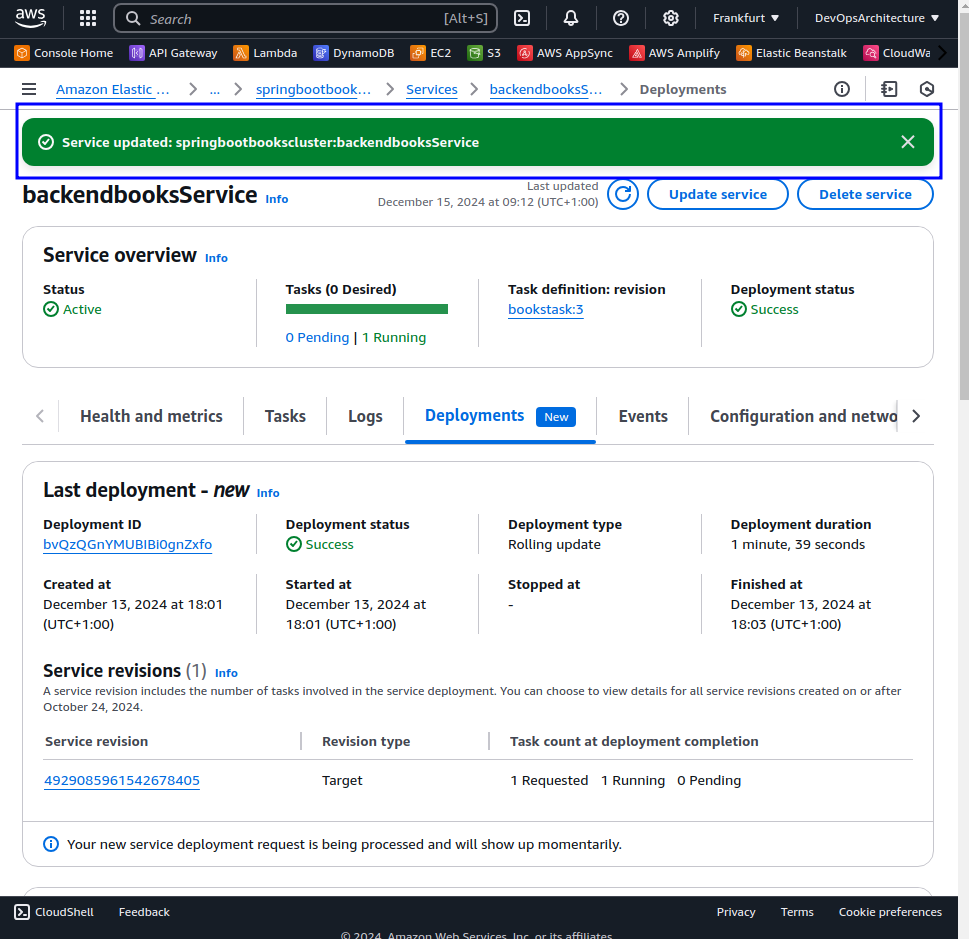 aws Search [Alt+S] Frankfurt DevOpsArchitecture
Console Home API Gateway Lambda DynamoDB EC2 S3 AWS AppSync AWS Amplify Elastic Beanstalk CloudWa
Amazon Elastic ... ... springbootbook... Services backendbooksS... Deployments
Service updated: springbootbookscluster:backendbooksService
backendbooksService Info
Last updated
December 15, 2024 at 09:12 (UTC+1:00)
Update service Delete service
Service overview Info
Status Tasks (0 Desired) Task definition: revision Deployment status
Active bookstask:3 Success
0 Pending | 1 Running
Health and metrics Tasks Logs Deployments New Events Configuration and netwo
Last deployment - new Info
Deployment ID Deployment status Deployment type Deployment duration
bvQzQGnYMUBIBi0gnZxfo Success Rolling update 1 minute, 39 seconds
Created at Started at Stopped at Finished at
December 13, 2024 at 18:01 December 13, 2024 at - December 13, 2024 at
(UTC+1:00) 18:01 (UTC+1:00) 18:03 (UTC+1:00)
Service revisions (1) Info
A service revision includes the number of tasks involved in the service deployment. You can choose to view details for all service revisions created on or after
October 24, 2024.
Service revision Revision type Task count at deployment completion
4929085961542678405 Target 1 Requested 1 Running 0 Pending
Your new service deployment request is being processed and will show up momentarily.
CloudShell Feedback Privacy Terms Cookie preferences
© 2024, Amazon Web Services, Inc. or its affiliates.